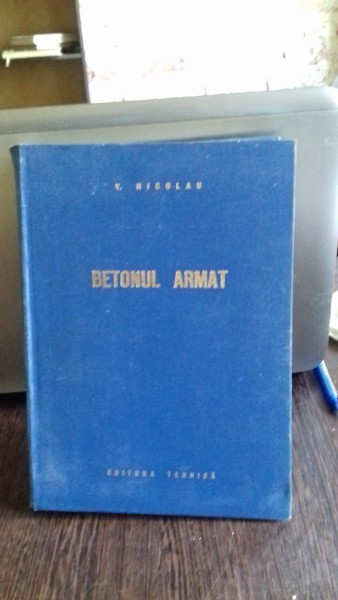 V. NICOLAU
BETONUL ARMAT
EDITURA TEHNICĂ